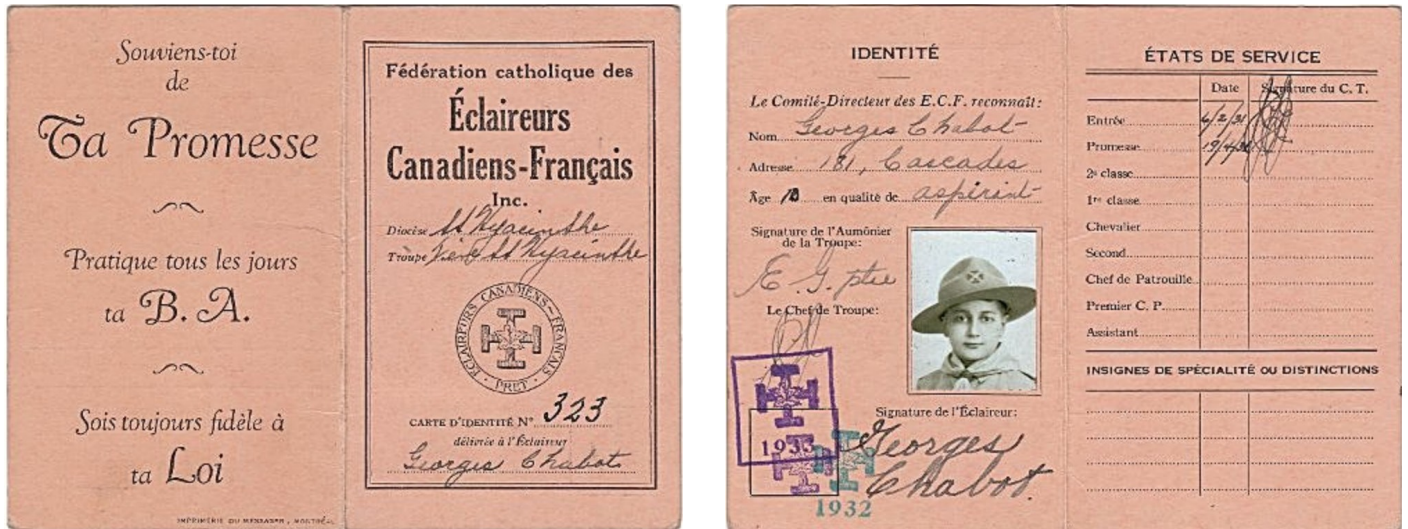 Souviens-toi
de
Ta Promesse
Pratique tous les jours
ta B. A.
Sois toujours fidèle à
ta Loi
IMPRIMERIE DU MESSAGER, MONTRÉAL
Fédération catholique des
Éclaireurs
Canadiens-Français
Inc.
Diocèse St Hyacinthe
Troupe St Hyacinthe
ÉCLAIREURS CANADIENS-FRANÇAIS
PRET
CARTE D'IDENTITÉ No 323
délivrée à l'Éclaireur
Georges Chabot
IDENTITÉ
Le Comité-Directeur des E.C.F. reconnaît:
Nom Georges Chabot
Adresse 181, Cascades
Âge en qualité de aspirint
Signature de l'Aumônier
de la Troupe:
E. G. ptre
Le Chef de Troupe:
1933
1932
Signature de l'Éclaireur:
Georges
Chabot
ÉTATS DE SERVICE
Date Signature du C. T.
Entrée
Promesse
2e classe
1re classe
Chevalier
Second
Chef de Patrouille
Premier C. P.
Assistant
INSIGNES DE SPÉCIALITÉ OU DISTINCTIONS